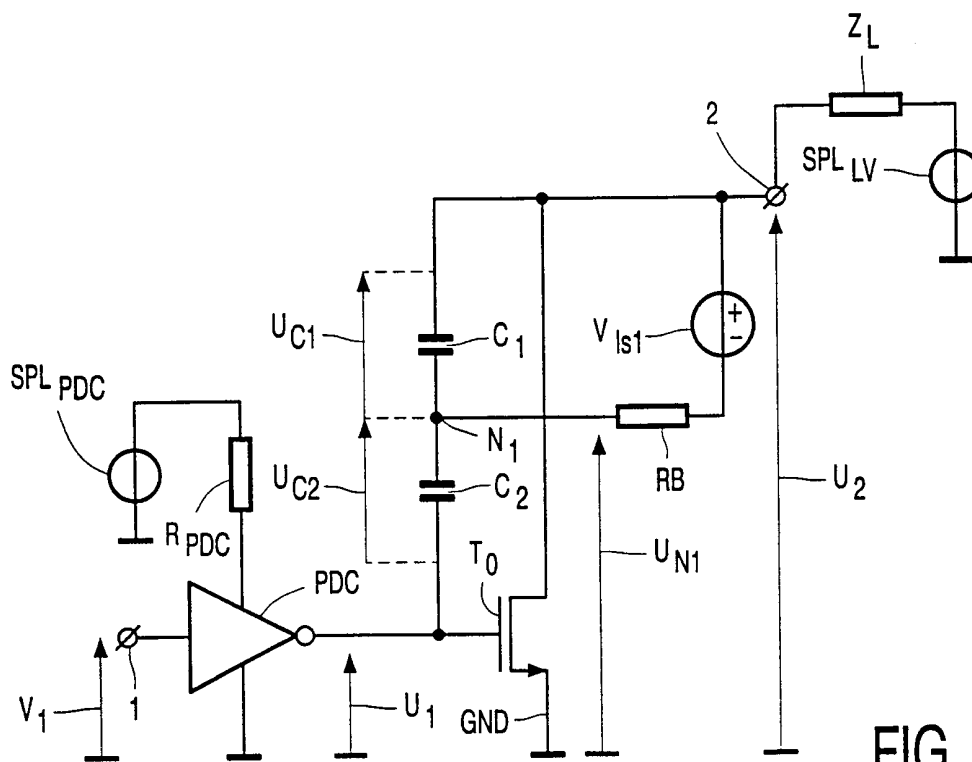 Z_L
2
SPL_LV
U_C1
C_1
V_Is1
+
-
SPL_PDC
N_1
RB
U_C2
C_2
U_2
R_PDC
U_N1
T_0
PDC
1
V_1
U_1
GND
FIG